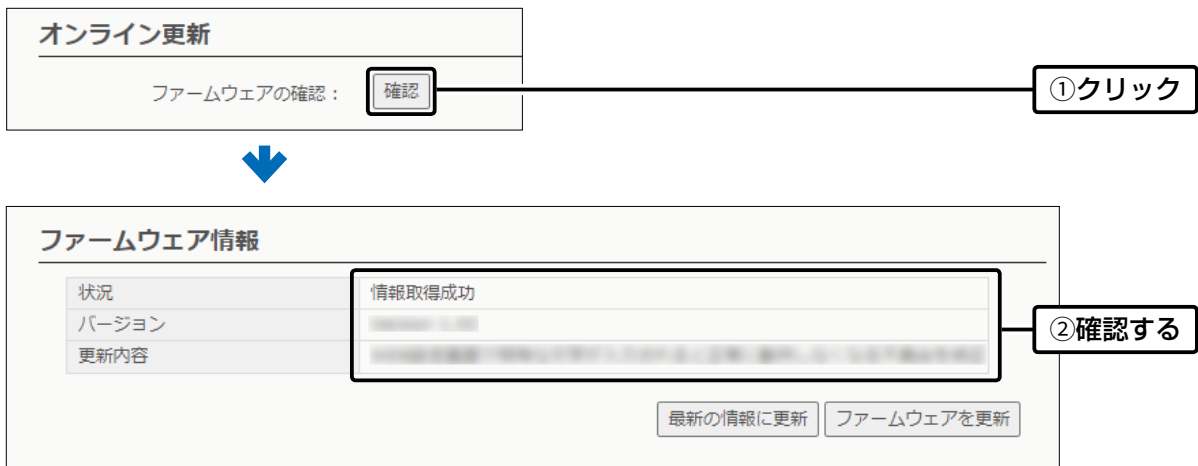 オンライン更新
ファームウェアの確認： 確認
①クリック
ファームウェア情報
状況 情報取得成功
バージョン
更新内容
②確認する
最新の情報に更新 ファームウェアを更新